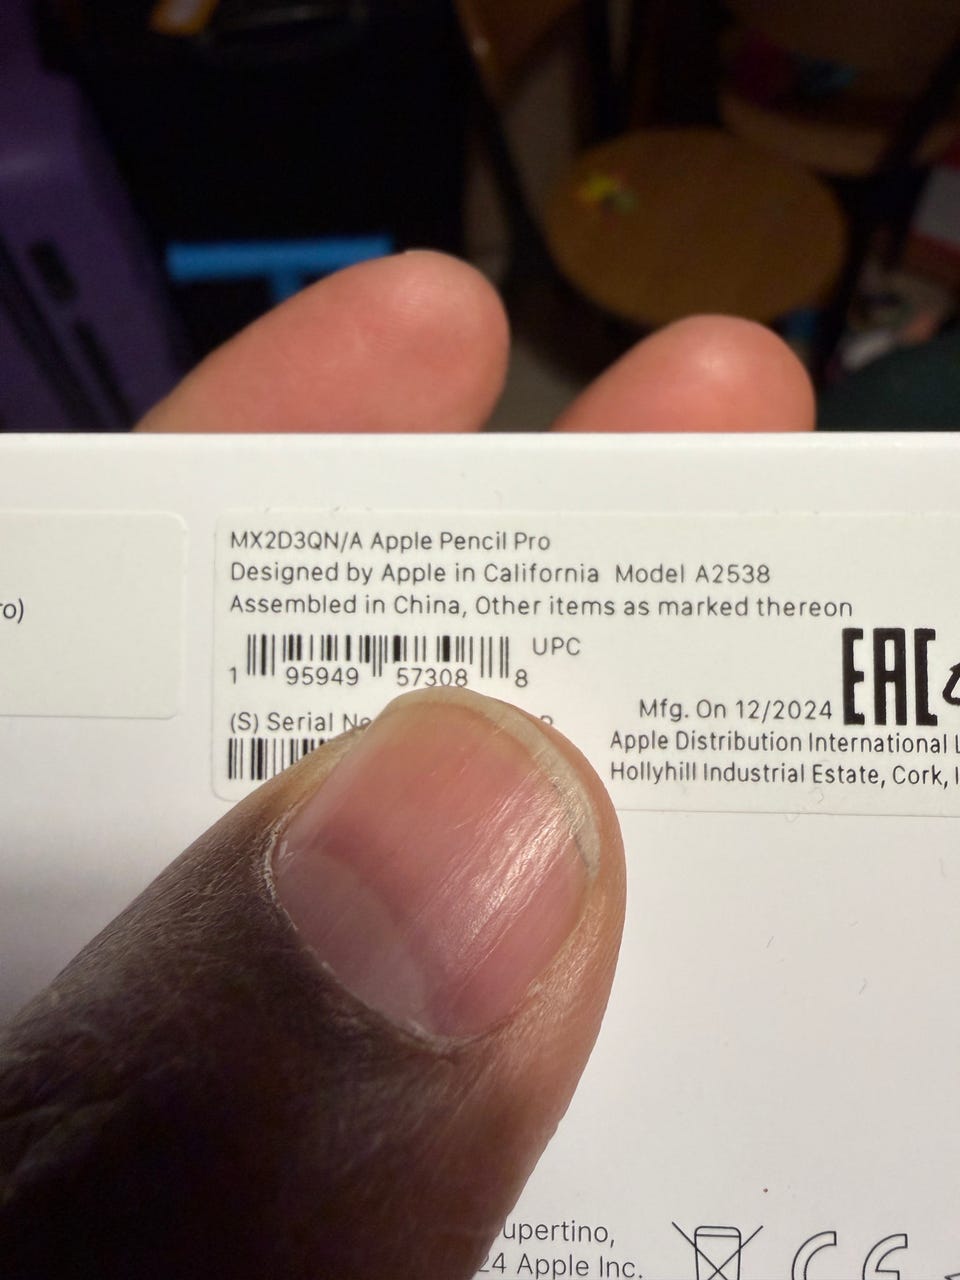 ro)
MX2D3QN/A Apple Pencil Pro
Designed by Apple in California Model A2538
Assembled in China, Other items as marked thereon
UPC
1 95949 57308 8
(S) Serial
EAC
Mfg. On 12/2024
Apple Distribution International
Hollyhill Industrial Estate, Cork,
upertino,
24 Apple Inc.
CE